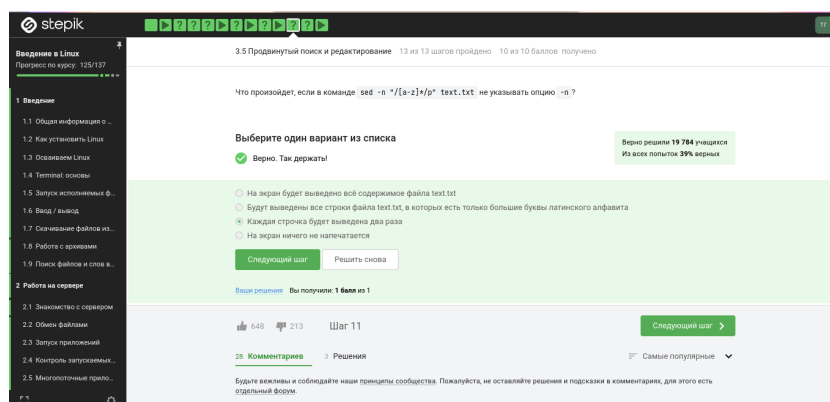 stepik
ТГ
Введение в Linux
Прогресс по курсу: 125/137
3.5 Продвинутый поиск и редактирование 13 из 13 шагов пройдено 10 из 10 баллов получено
1 Введение
1.1 Общая информация о ...
1.2 Как установить Linux
1.3 Осваиваем Linux
1.4 Terminal: основы
1.5 Запуск исполняемых ф...
1.6 Ввод / вывод
1.7 Скачивание файлов из...
1.8 Работа с архивами
1.9 Поиск файлов и слов в...
2 Работа на сервере
2.1 Знакомство с сервером
2.2 Обмен файлами
2.3 Запуск приложений
2.4 Контроль запускаемых...
2.5 Многопоточные прило...
Что произойдет, если в команде sed -n "/[a-z]*/p" text.txt не указывать опцию -n ?
Выберите один вариант из списка
Верно. Так держать!
Верно решили 19 784 учащихся
Из всех попыток 39% верных
На экран будет выведено всё содержимое файла text.txt
Будут выведены все строки файла text.txt, в которых есть только большие буквы латинского алфавита
Каждая строчка будет выведена два раза
На экран ничего не напечатается
Следующий шаг Решить снова
Ваши решения Вы получили: 1 балл из 1
648 213 Шаг 11 Следующий шаг
28 Комментариев 3 Решения Самые популярные
Будьте вежливы и соблюдайте наши принципы сообщества. Пожалуйста, не оставляйте решения и подсказки в комментариях, для этого есть
отдельный форум.